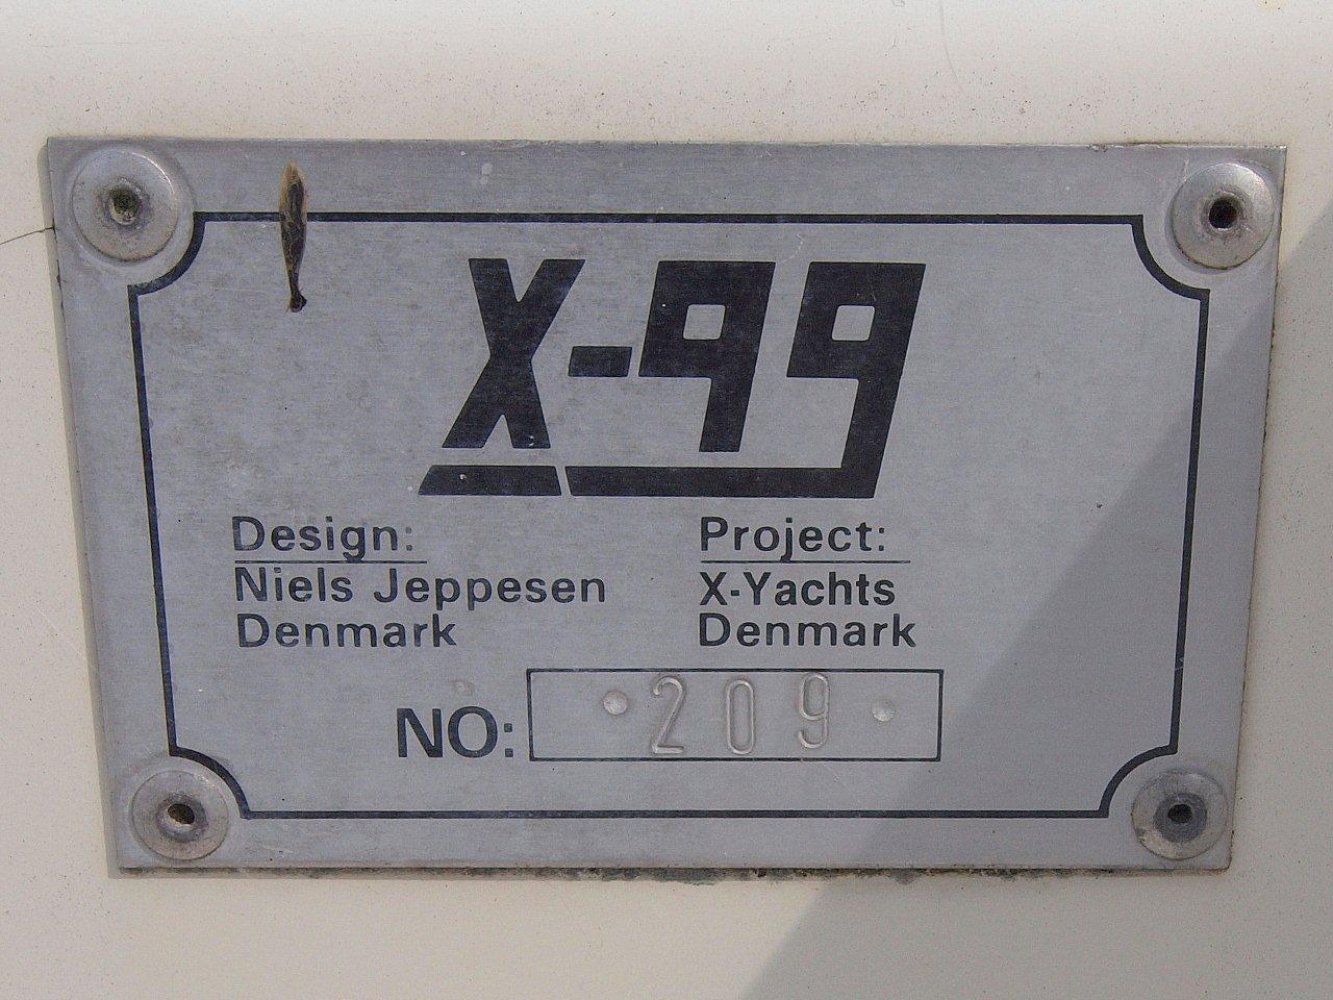 X-99
Design: Project:
Niels Jeppesen X-Yachts
Denmark Denmark
NO: · 209 ·